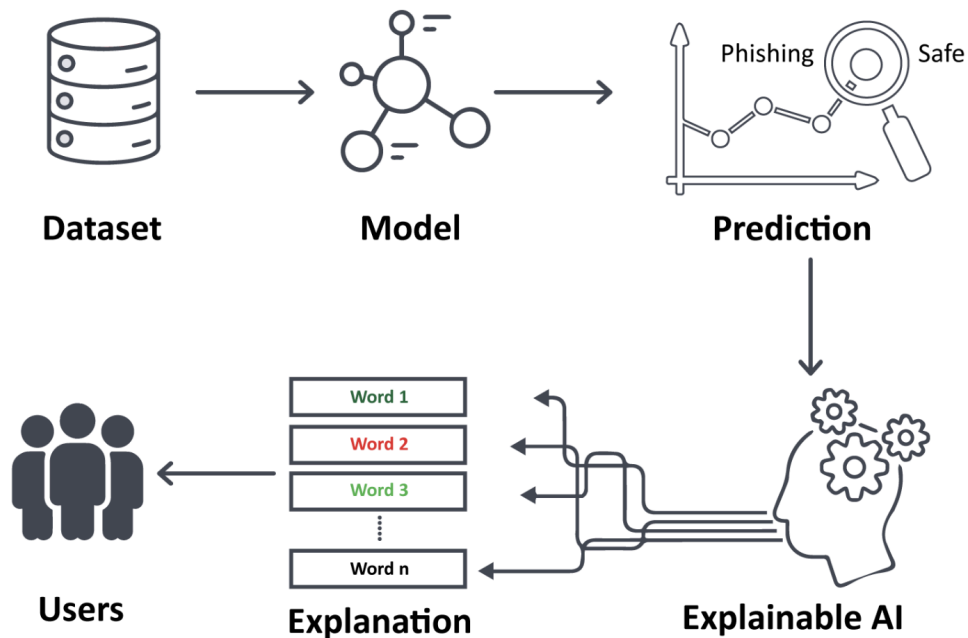 Phishing Safe
Dataset Model Prediction
Word 1
Word 2
Word 3
Word n
Users Explanation Explainable AI